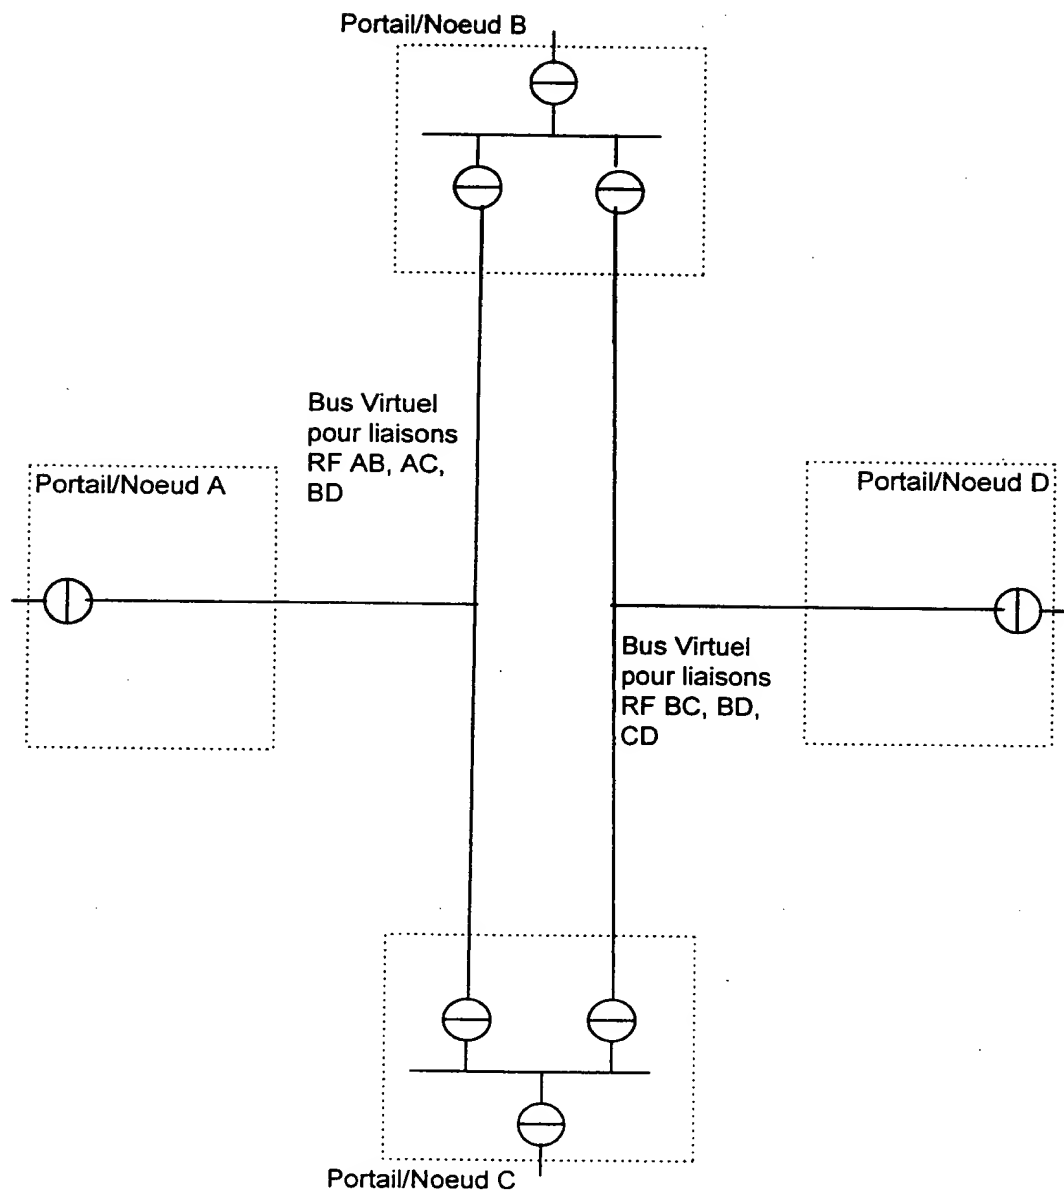 Portail/Noeud B
Bus Virtuel
pour liaisons
RF AB, AC,
BD
Portail/Noeud A
Portail/Noeud D
Bus Virtuel
pour liaisons
RF BC, BD,
CD
Portail/Noeud C